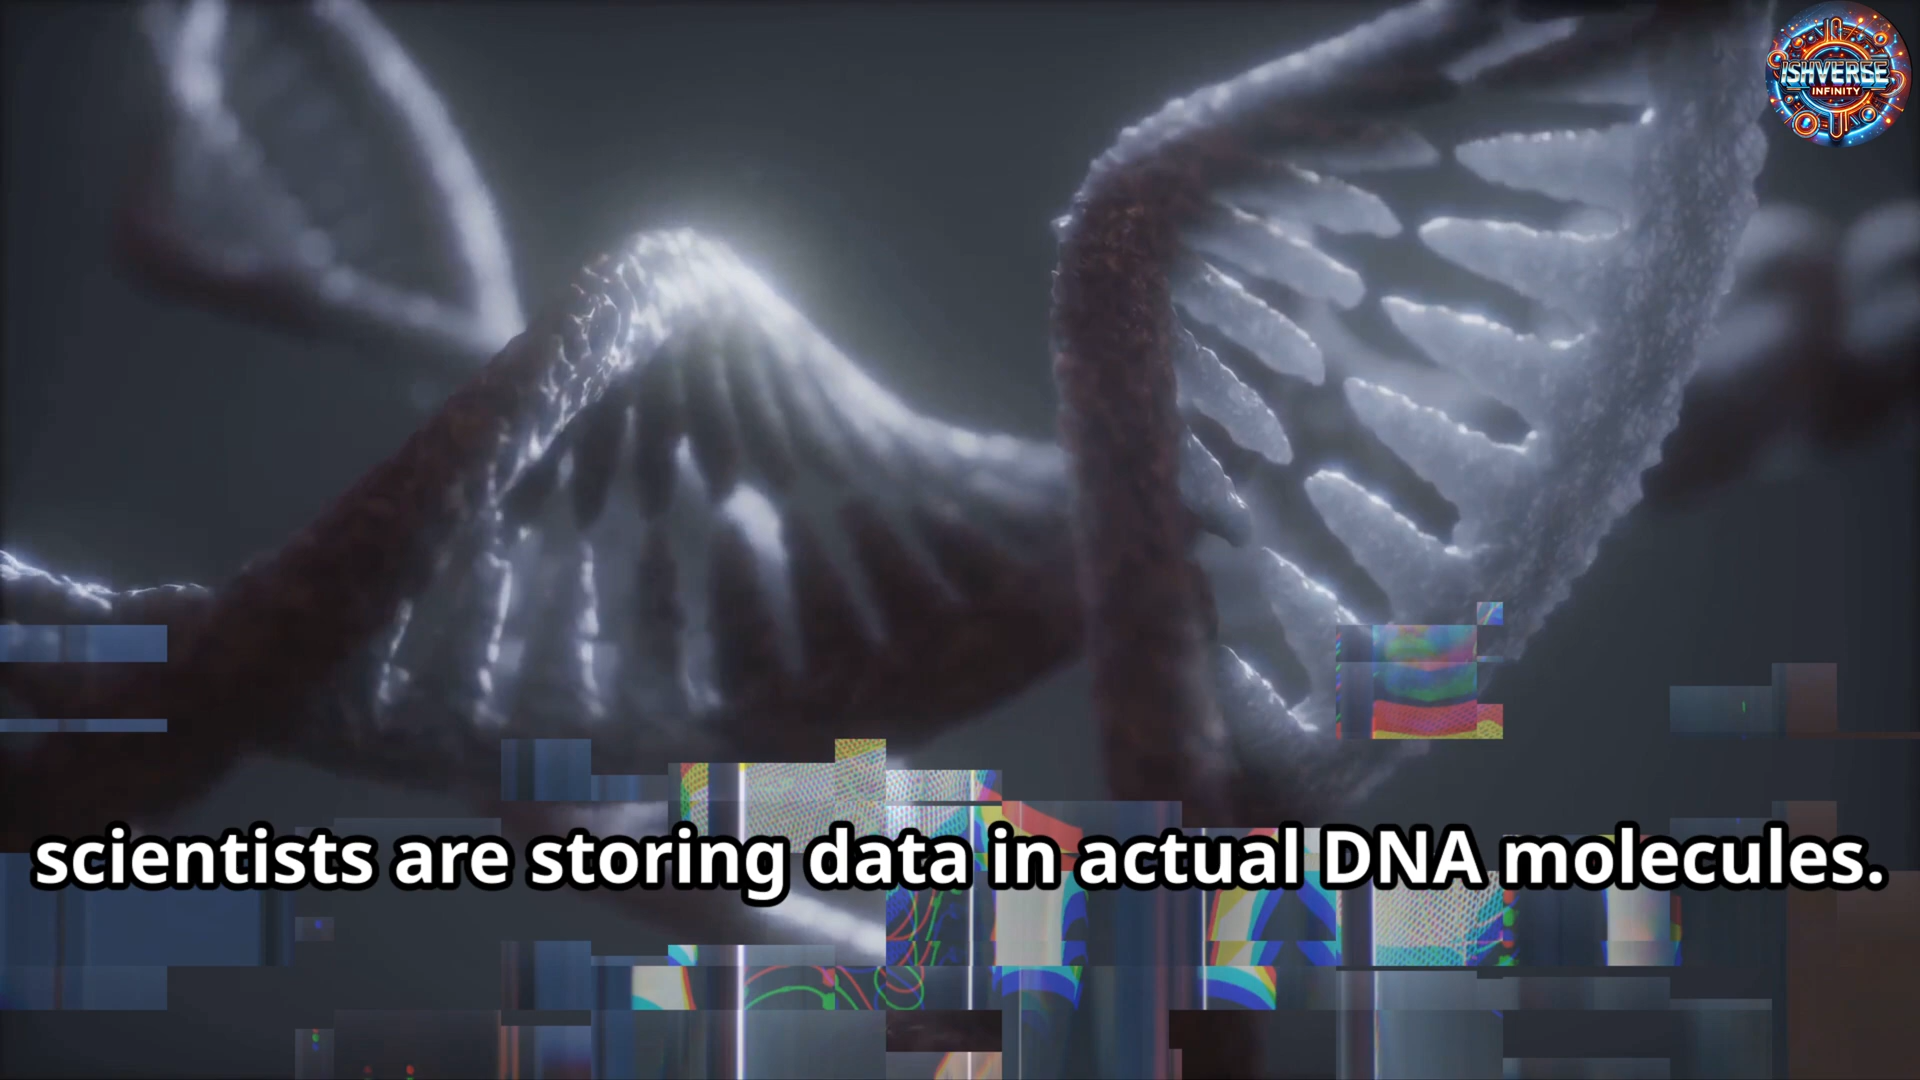 ISHVERSE
INFINITY
scientists are storing data in actual DNA molecules.